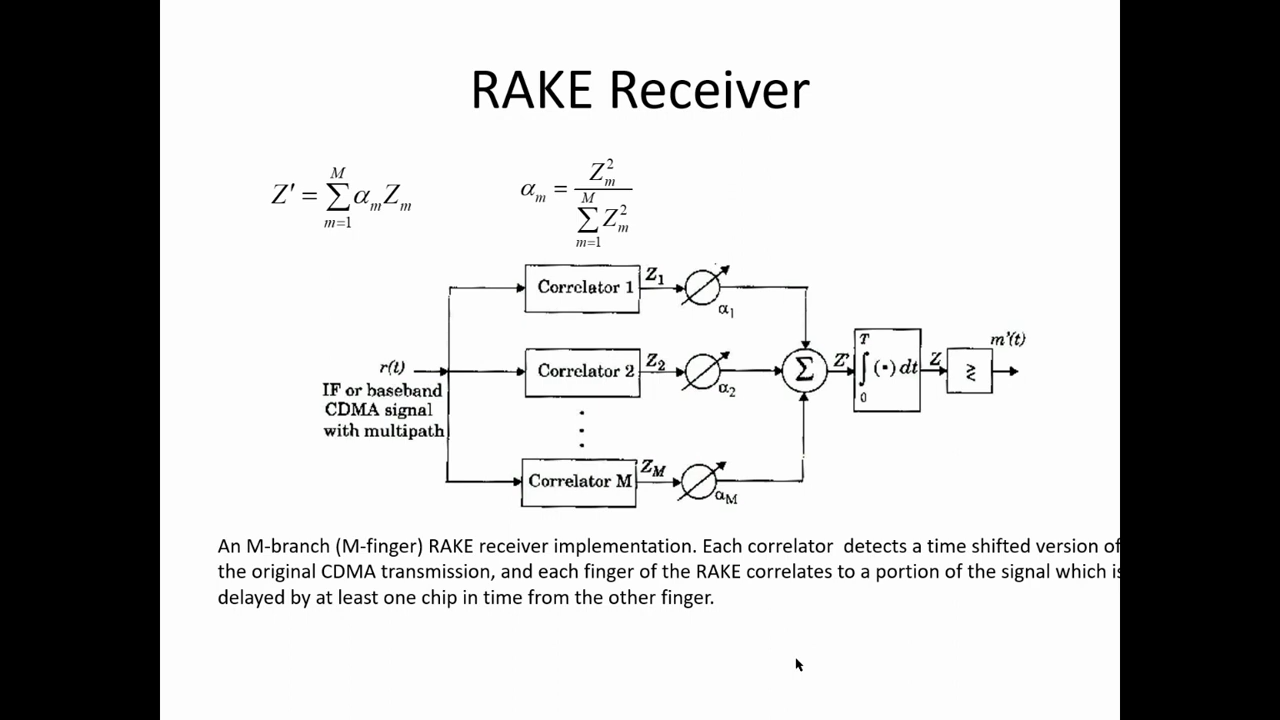 RAKE Receiver
Z′ = ∑_{m=1}^{M} α_m Z_m
α_m = Z_m^2 / ∑_{m=1}^{M} Z_m^2
Correlator 1
Z1
α1
r(t)
IF or baseband
CDMA signal
with multipath
Correlator 2
Z2
α2
⋮
Correlator M
ZM
αM
Σ
Z'
T
∫ (•) dt
0
Z
≷
m'(t)
An M-branch (M-finger) RAKE receiver implementation. Each correlator detects a time shifted version of
the original CDMA transmission, and each finger of the RAKE correlates to a portion of the signal which is
delayed by at least one chip in time from the other finger.